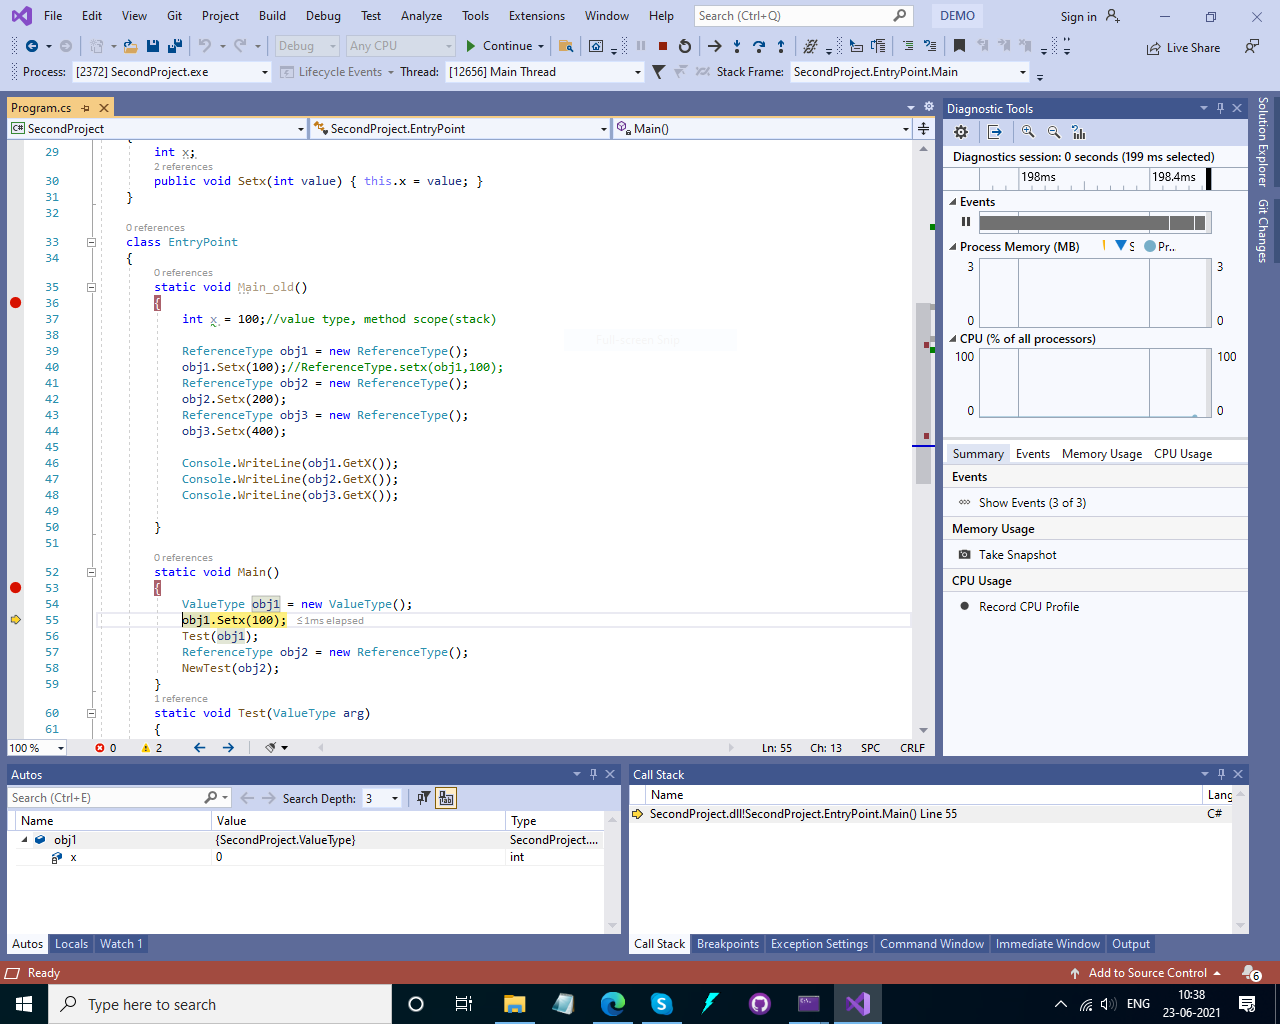 File Edit View Git Project Build Debug Test Analyze Tools Extensions Window Help Search (Ctrl+Q) DEMO Sign in
Debug Any CPU Continue Live Share
Process: [2372] SecondProject.exe Lifecycle Events Thread: [12656] Main Thread Stack Frame: SecondProject.EntryPoint.Main
Program.cs
C# SecondProject SecondProject.EntryPoint Main()
29 int x;
2 references
30 public void Setx(int value) { this.x = value; }
31 }
32
0 references
33 class EntryPoint
34 {
0 references
35 static void Main_old()
36 {
37 int x = 100;//value type, method scope(stack)
38
39 ReferenceType obj1 = new ReferenceType();
40 obj1.Setx(100);//ReferenceType.setx(obj1,100);
41 ReferenceType obj2 = new ReferenceType();
42 obj2.Setx(200);
43 ReferenceType obj3 = new ReferenceType();
44 obj3.Setx(400);
45
46 Console.WriteLine(obj1.GetX());
47 Console.WriteLine(obj2.GetX());
48 Console.WriteLine(obj3.GetX());
49
50 }
51
0 references
52 static void Main()
53 {
54 ValueType obj1 = new ValueType();
55 obj1.Setx(100); ≤ 1ms elapsed
56 Test(obj1);
57 ReferenceType obj2 = new ReferenceType();
58 NewTest(obj2);
59 }
1 reference
60 static void Test(ValueType arg)
61 {
Full-screen Snip
100 % 0 2 Ln: 55 Ch: 13 SPC CRLF
Diagnostic Tools
Diagnostics session: 0 seconds (199 ms selected)
198ms 198.4ms
Events
Process Memory (MB) S Pr..
3 3
0 0
CPU (% of all processors)
100 100
0 0
Summary Events Memory Usage CPU Usage
Events
Show Events (3 of 3)
Memory Usage
Take Snapshot
CPU Usage
Record CPU Profile
Solution Explorer
Git Changes
Autos
Search (Ctrl+E) Search Depth: 3
Name Value Type
obj1 {SecondProject.ValueType} SecondProject....
x 0 int
Autos Locals Watch 1
Call Stack
Name Lang
SecondProject.dll!SecondProject.EntryPoint.Main() Line 55 C#
Call Stack Breakpoints Exception Settings Command Window Immediate Window Output
Ready Add to Source Control 6
Type here to search ENG 10:38
23-06-2021